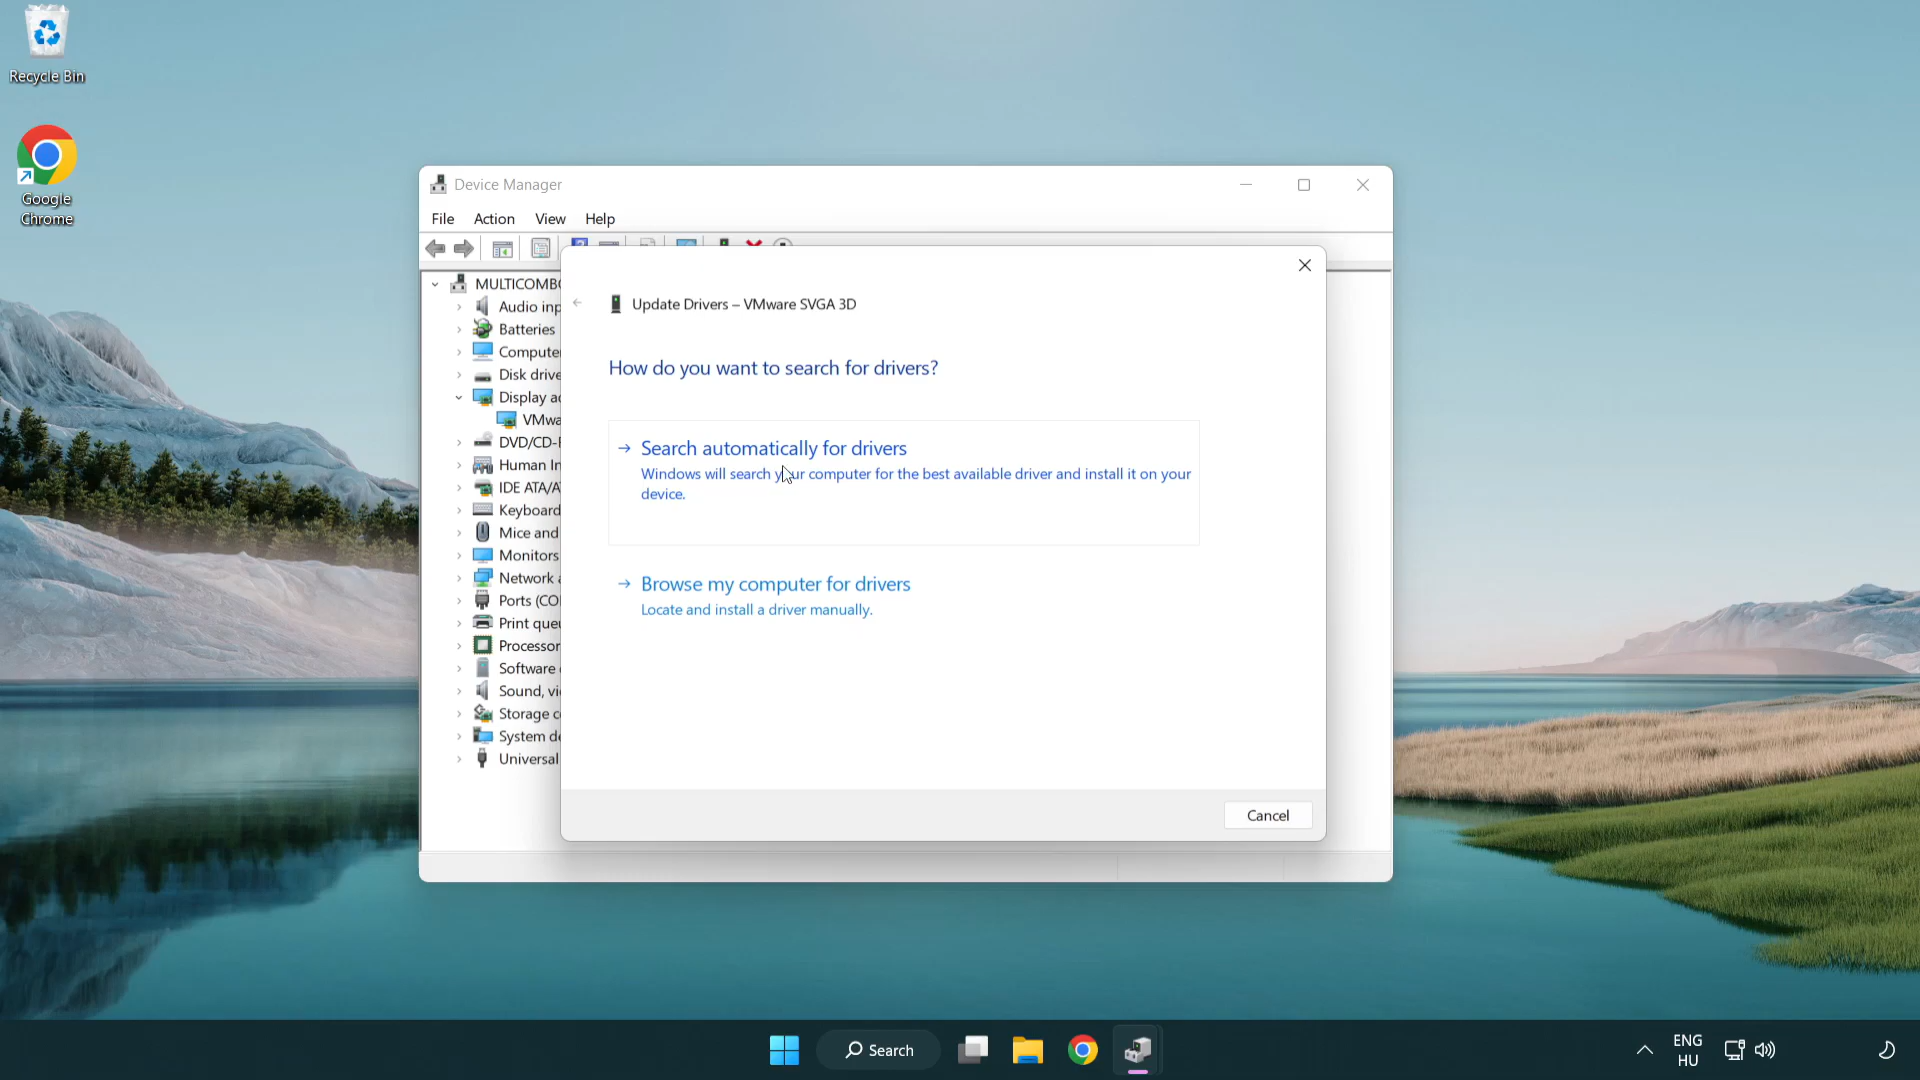 Recycle Bin
Google
Chrome
Device Manager
File Action View Help
MULTICOMBO
Audio inp
Batteries
Compute
Disk drive
Display ad
VMwa
DVD/CD-R
Human In
IDE ATA/A
Keyboard
Mice and
Monitors
Network a
Ports (CO
Print queu
Processor
Software
Sound, vi
Storage c
System de
Universal
Update Drivers – VMware SVGA 3D
How do you want to search for drivers?
Search automatically for drivers
Windows will search your computer for the best available driver and install it on your
device.
Browse my computer for drivers
Locate and install a driver manually.
Cancel
Search
ENG
HU